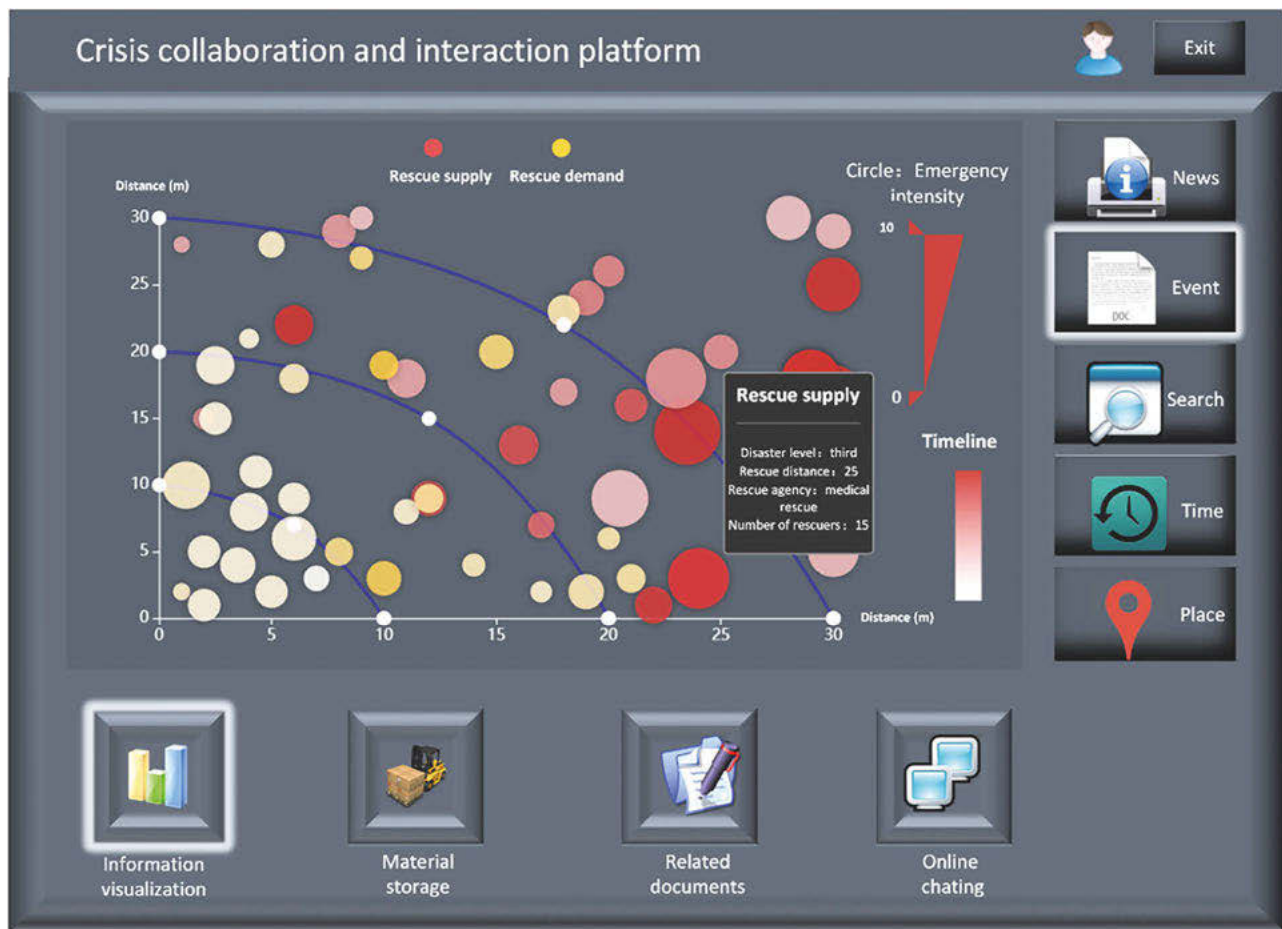 Crisis collaboration and interaction platform
Exit
Rescue supply
Rescue demand
Distance (m)
Circle：Emergency
intensity
10
0
Timeline
30
25
20
15
10
5
0
0
5
10
15
20
25
30
Distance (m)
Rescue supply
Disaster level：third
Rescue distance：25
Rescue agency：medical
rescue
Number of rescuers：15
News
Event
DOC
Search
Time
Place
Information
visualization
Material
storage
Related
documents
Online
chating